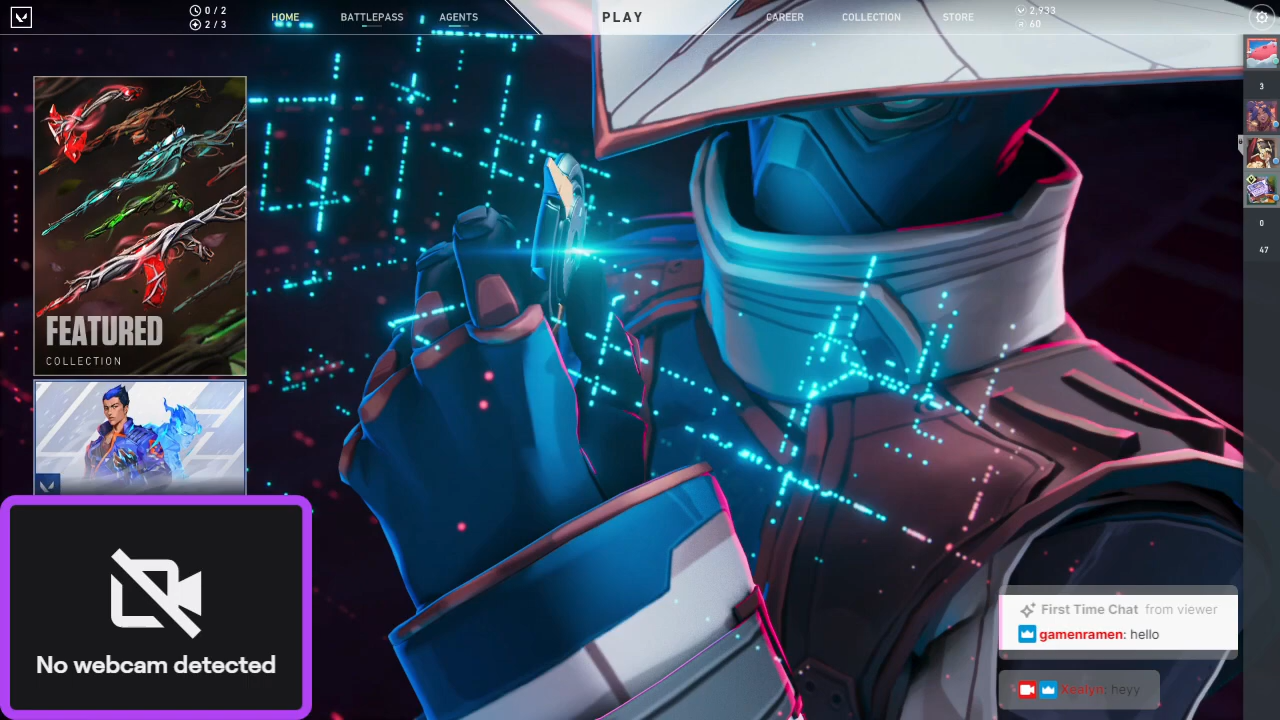 0 / 2
2 / 3
HOME
BATTLEPASS
AGENTS
PLAY
CAREER
COLLECTION
STORE
2,933
60
3
0
47
FEATURED
COLLECTION
No webcam detected
First Time Chat from viewer
gamenramen: hello
Xealyn: heyy